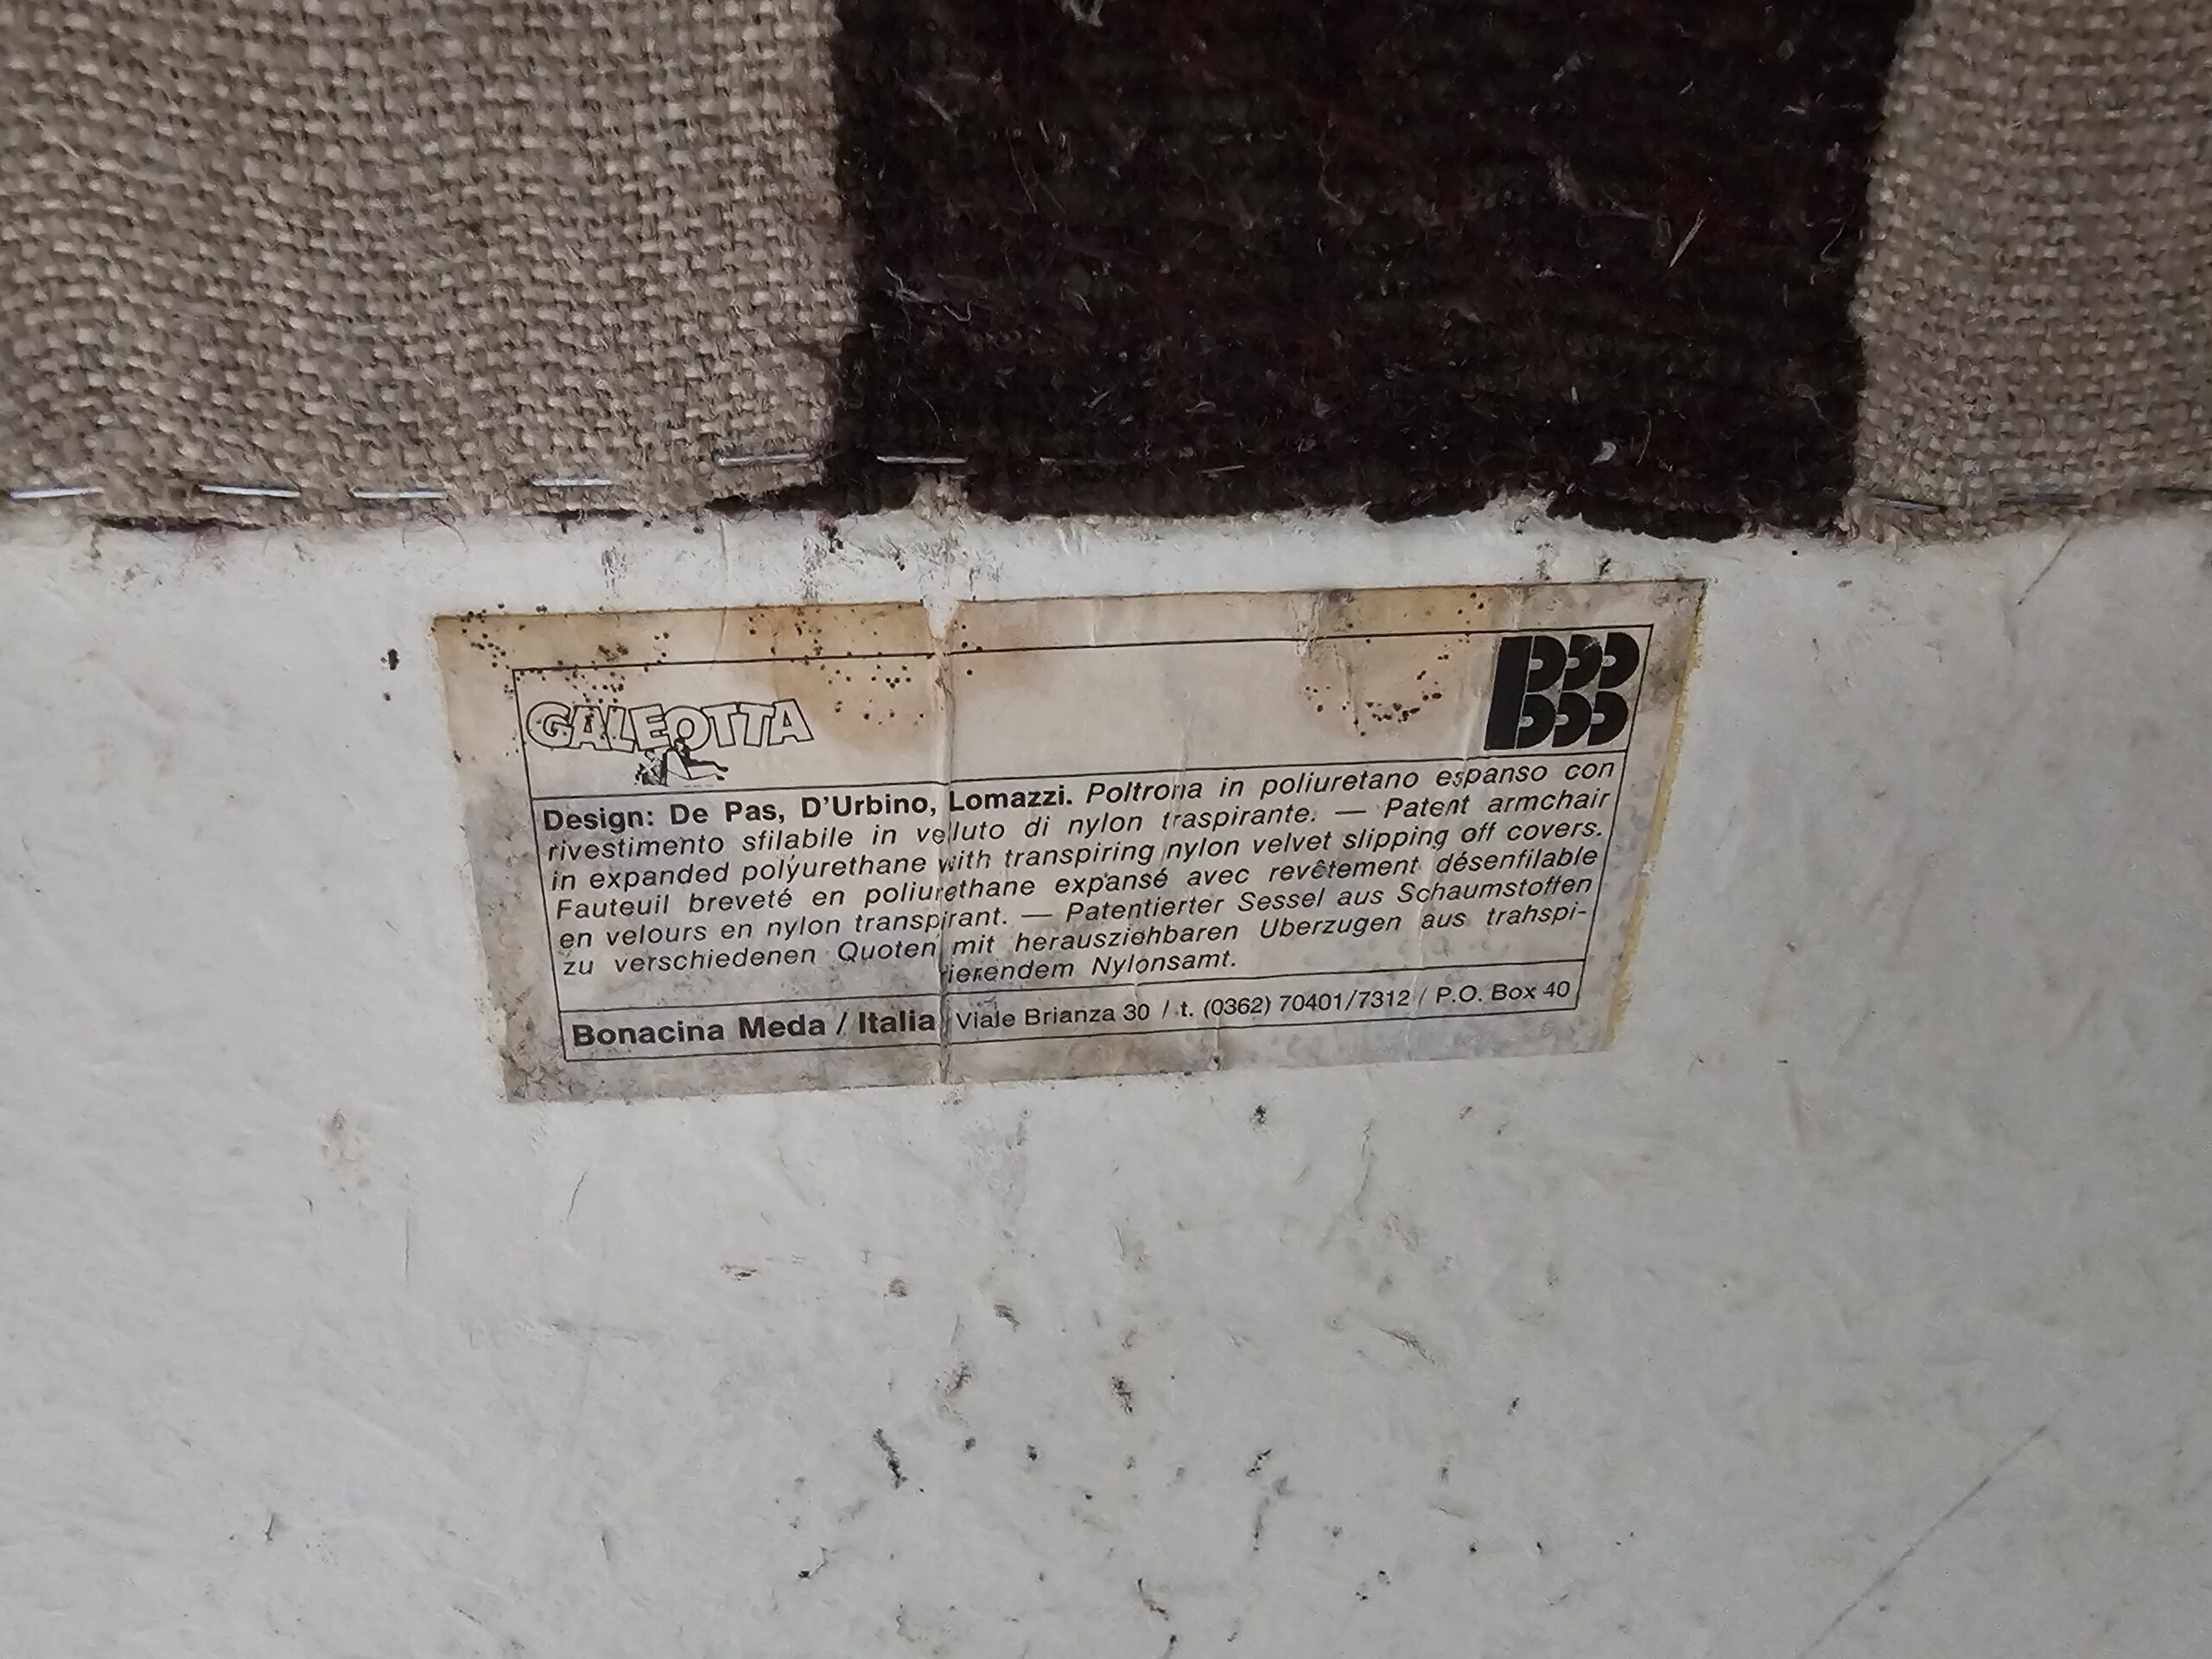 GALEOTTA
BBB
Design: De Pas, D'Urbino, Lomazzi. Poltrona in poliuretano espanso con
rivestimento sfilabile in velluto di nylon traspirante. — Patent armchair
in expanded polyurethane with transpiring nylon velvet slipping off covers.
Fauteuil breveté en poliurethane expansé avec revêtement désenfilable
en velours en nylon transpirant. — Patentierter Sessel aus Schaumstoffen
zu verschiedenen Quoten mit herausziehbaren Uberzugen aus trahspi-
rierendem Nylonsamt.
Bonacina Meda / Italia Viale Brianza 30 / t. (0362) 70401/7312 / P.O. Box 40